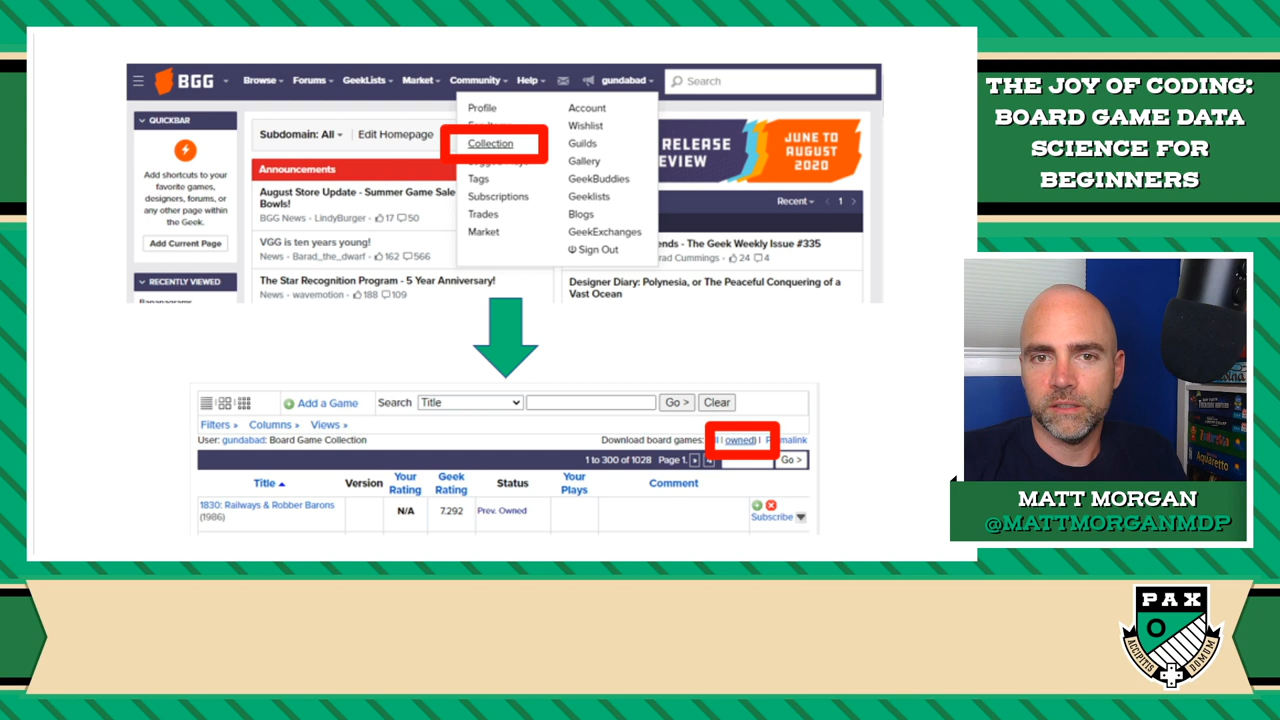 BGG
Browse
Forums
GeekLists
Market
Community
Help
gundabad
Search
Profile
Account
Wishlist
Collection
Guilds
Gallery
Tags
GeekBuddies
Subscriptions
Geeklists
Trades
Blogs
Market
GeekExchanges
Sign Out
QUICKBAR
Add shortcuts to your
favorite games,
designers, forums, or
any other page within
the Geek.
Add Current Page
RECENTLY VIEWED
Bananagrams
Subdomain: All
Edit Homepage
Announcements
August Store Update - Summer Game Sale
Bowls!
BGG News - LindyBurger - 17 50
VGG is ten years young!
News - Barad_the_dwarf - 162 566
The Star Recognition Program - 5 Year Anniversary!
News - wavemotion - 188 109
RELEASE
JUNE TO
AUGUST
2020
Recent
1
- The Geek Weekly Issue #335
Cummings - 24 4
Designer Diary: Polynesia, or The Peaceful Conquering of a
Vast Ocean
Add a Game
Search
Title
Go >
Clear
Filters »
Columns »
Views »
User: gundabad: Board Game Collection
Download board games:
owned) |
1 to 300 of 1028 Page 1,
Go >
Title
Version
Your
Rating
Geek
Rating
Status
Your
Plays
Comment
1830: Railways & Robber Barons
(1986)
N/A
7.292
Prev. Owned
Subscribe
THE JOY OF CODING:
BOARD GAME DATA
SCIENCE FOR
BEGINNERS
Aquaretto
MATT MORGAN
@MATTMORGANMDP
PAX
ACCIPITIS
DOMUM